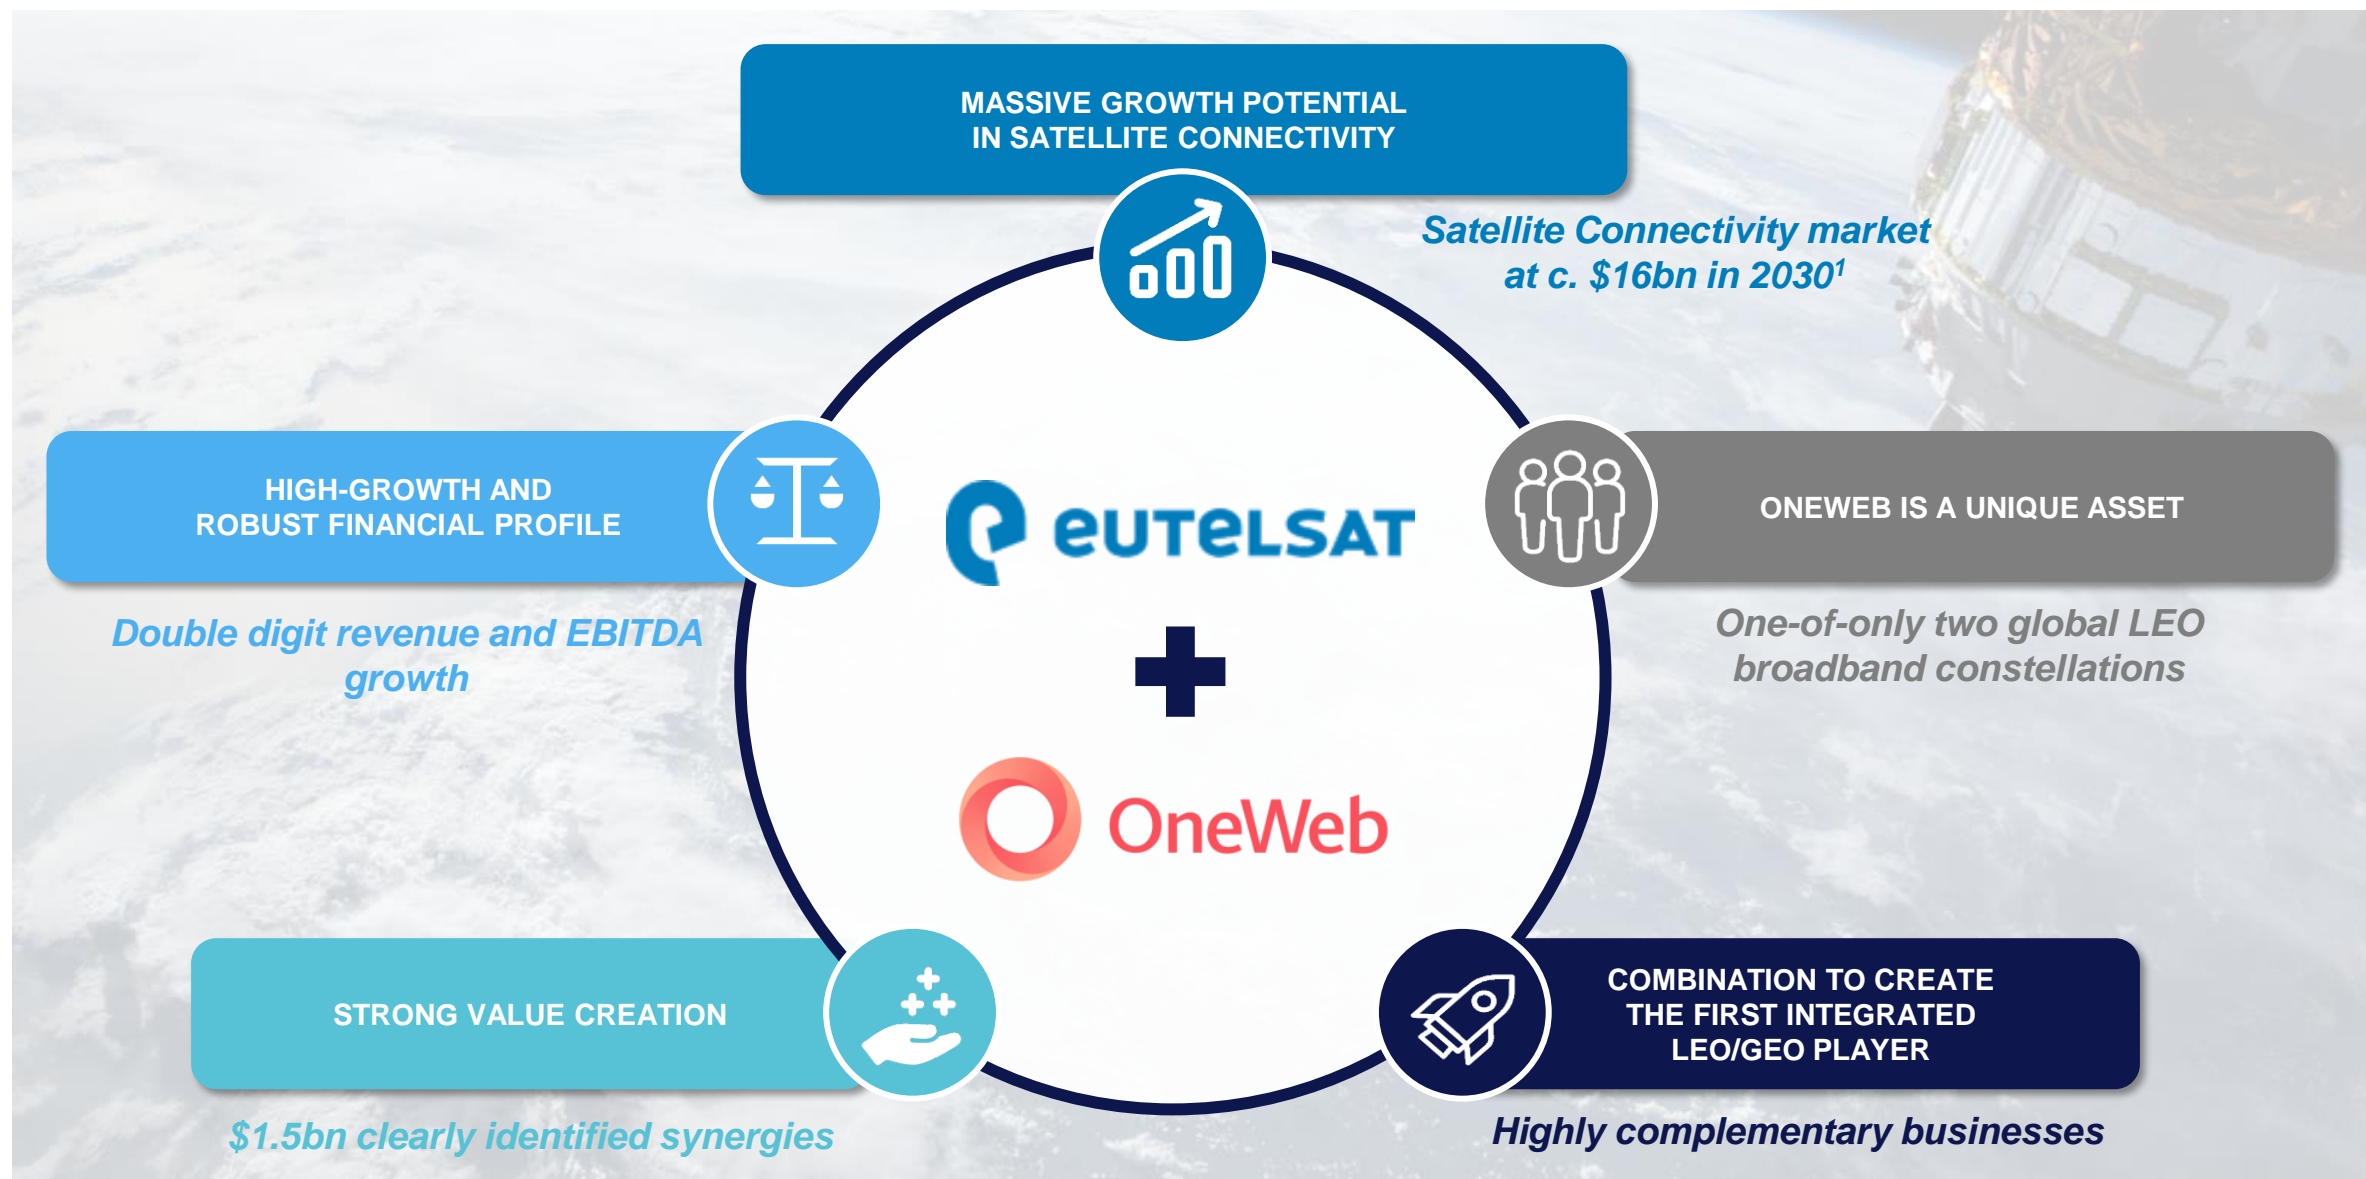 MASSIVE GROWTH POTENTIAL
IN SATELLITE CONNECTIVITY
Satellite Connectivity market
at c. $16bn in 2030¹
HIGH-GROWTH AND
ROBUST FINANCIAL PROFILE
Double digit revenue and EBITDA
growth
eutelsat
OneWeb
ONEWEB IS A UNIQUE ASSET
One-of-only two global LEO
broadband constellations
STRONG VALUE CREATION
$1.5bn clearly identified synergies
COMBINATION TO CREATE
THE FIRST INTEGRATED
LEO/GEO PLAYER
Highly complementary businesses